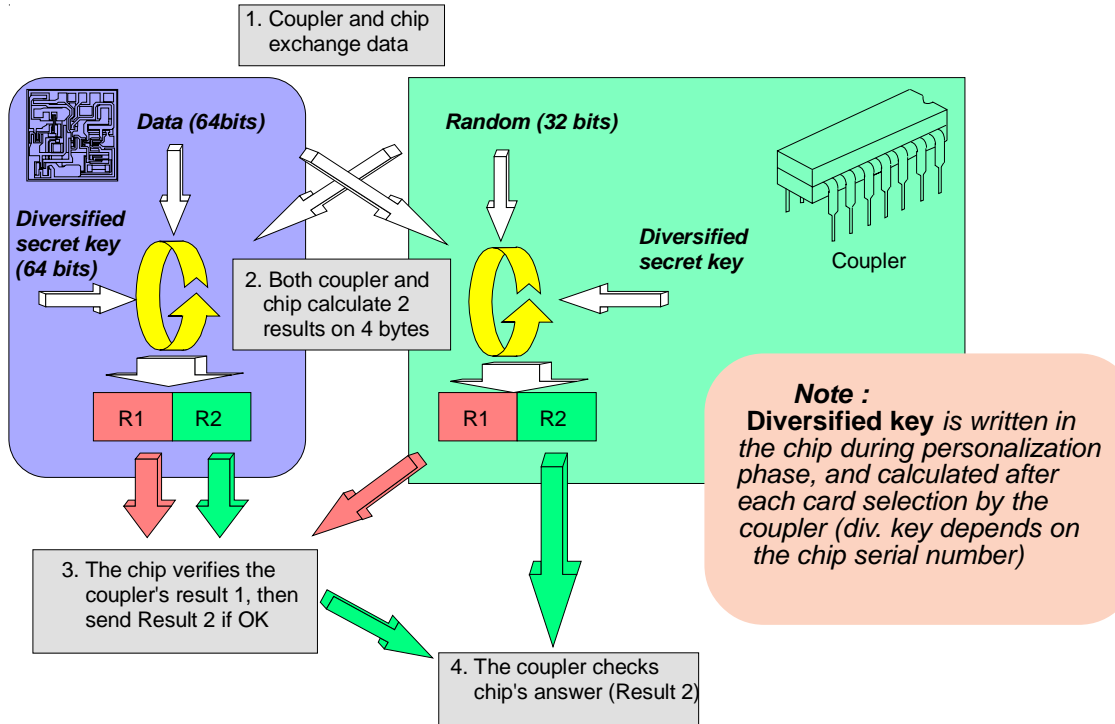 1. Coupler and chip
exchange data
Data (64bits)
Random (32 bits)
Diversified
secret key
(64 bits)
Diversified
secret key
Coupler
2. Both coupler and
chip calculate 2
results on 4 bytes
R1
R2
R1
R2
Note :
Diversified key is written in
the chip during personalization
phase, and calculated after
each card selection by the
coupler (div. key depends on
the chip serial number)
3. The chip verifies the
coupler's result 1, then
send Result 2 if OK
4. The coupler checks
chip's answer (Result 2)